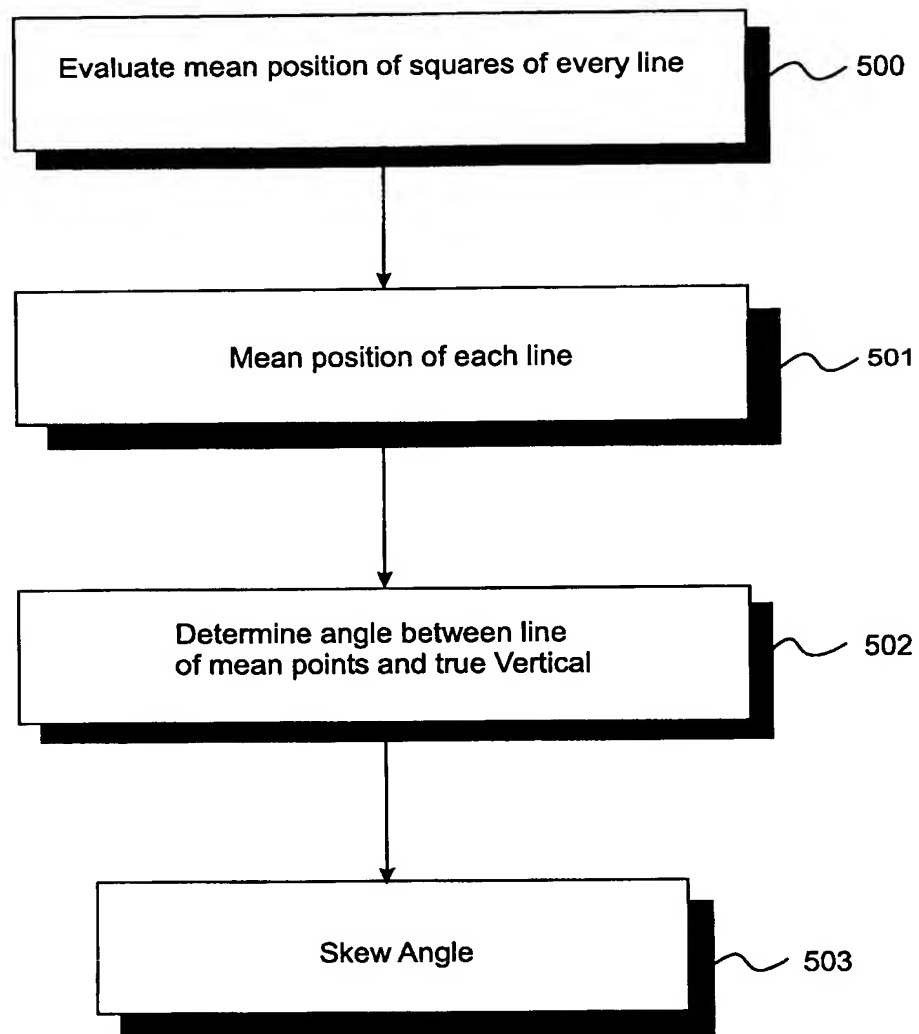 Evaluate mean position of squares of every line
500
Mean position of each line
501
Determine angle between line
of mean points and true Vertical
502
Skew Angle
503